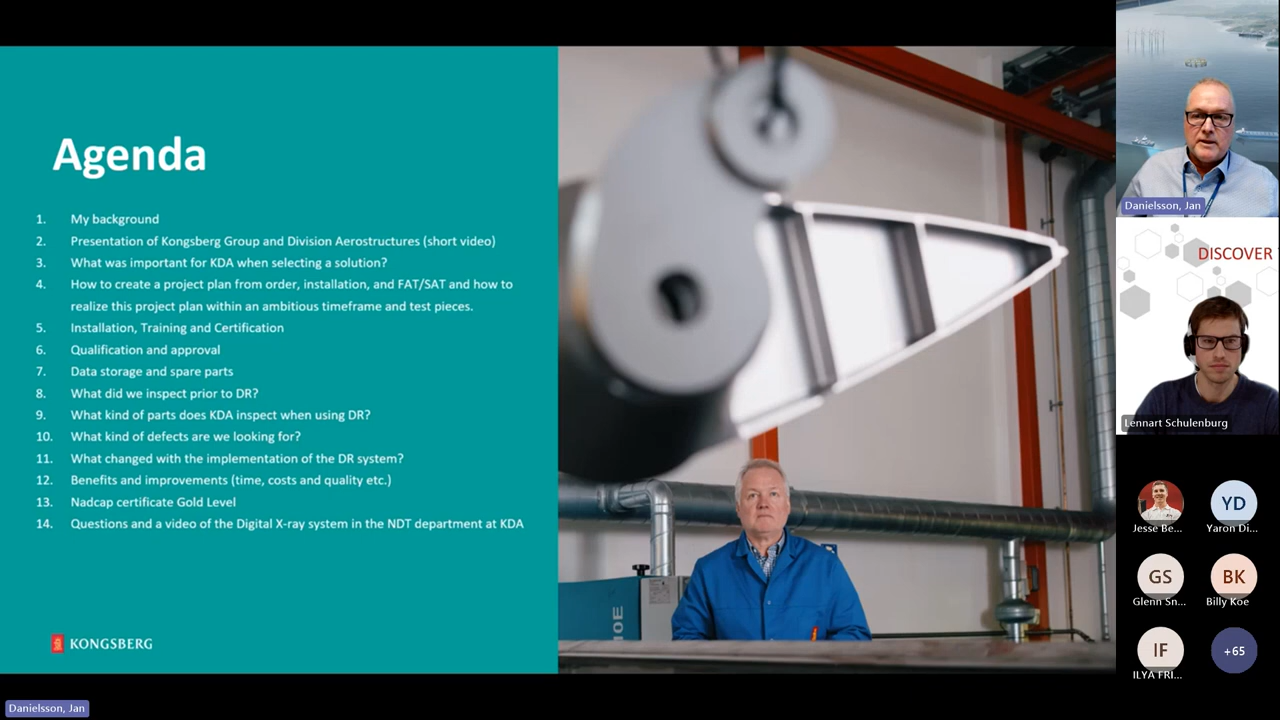 Agenda
1. My background
2. Presentation of Kongsberg Group and Division Aerostructures (short video)
3. What was important for KDA when selecting a solution?
4. How to create a project plan from order, installation, and FAT/SAT and how to
realize this project plan within an ambitious timeframe and test pieces.
5. Installation, Training and Certification
6. Qualification and approval
7. Data storage and spare parts
8. What did we inspect prior to DR?
9. What kind of parts does KDA inspect when using DR?
10. What kind of defects are we looking for?
11. What changed with the implementation of the DR system?
12. Benefits and improvements (time, costs and quality etc.)
13. Nadcap certificate Gold Level
14. Questions and a video of the Digital X-ray system in the NDT department at KDA
KONGSBERG
Danielsson, Jan
Danielsson, Jan
DISCOVER
Lennart Schulenburg
Jesse Be...
YD
Yaron Di...
GS
Glenn Sn...
BK
Billy Koe
IF
ILYA FRI...
+65